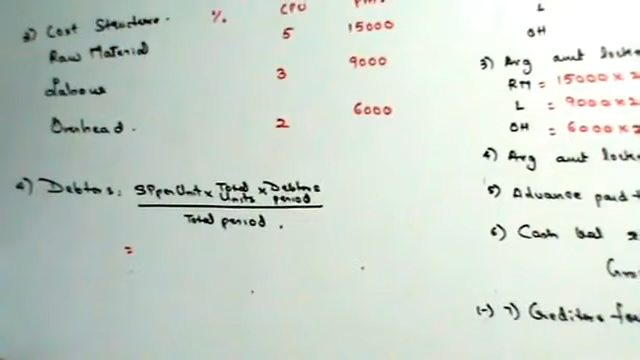 3) Cost Structure. % CPU P.M.
Raw Material 5 15000
Labour 3 9000
Overhead. 2 6000
4) Debtors: SP per Unit x Total Units x Debtors period
Total period.
=
L
OH
3) Avg amt lock
RM = 15000 x 2
L = 9000 x 2
OH = 6000 x 2
4) Avg amt lock
5) Advance paid
6) Cash bal
(-) 7) Creditors for